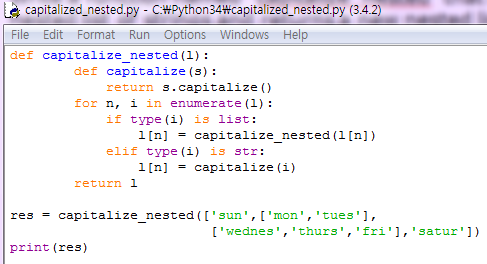 capitalized_nested.py - C:₩Python34₩capitalized_nested.py (3.4.2)
File Edit Format Run Options Windows Help
def capitalize_nested(l):
        def capitalize(s):
            return s.capitalize()
        for n, i in enumerate(l):
            if type(i) is list:
                l[n] = capitalize_nested(l[n])
            elif type(i) is str:
                l[n] = capitalize(i)
        return l

res = capitalize_nested(['sun',['mon','tues'],
                         ['wednes','thurs','fri'],'satur'])
print(res)